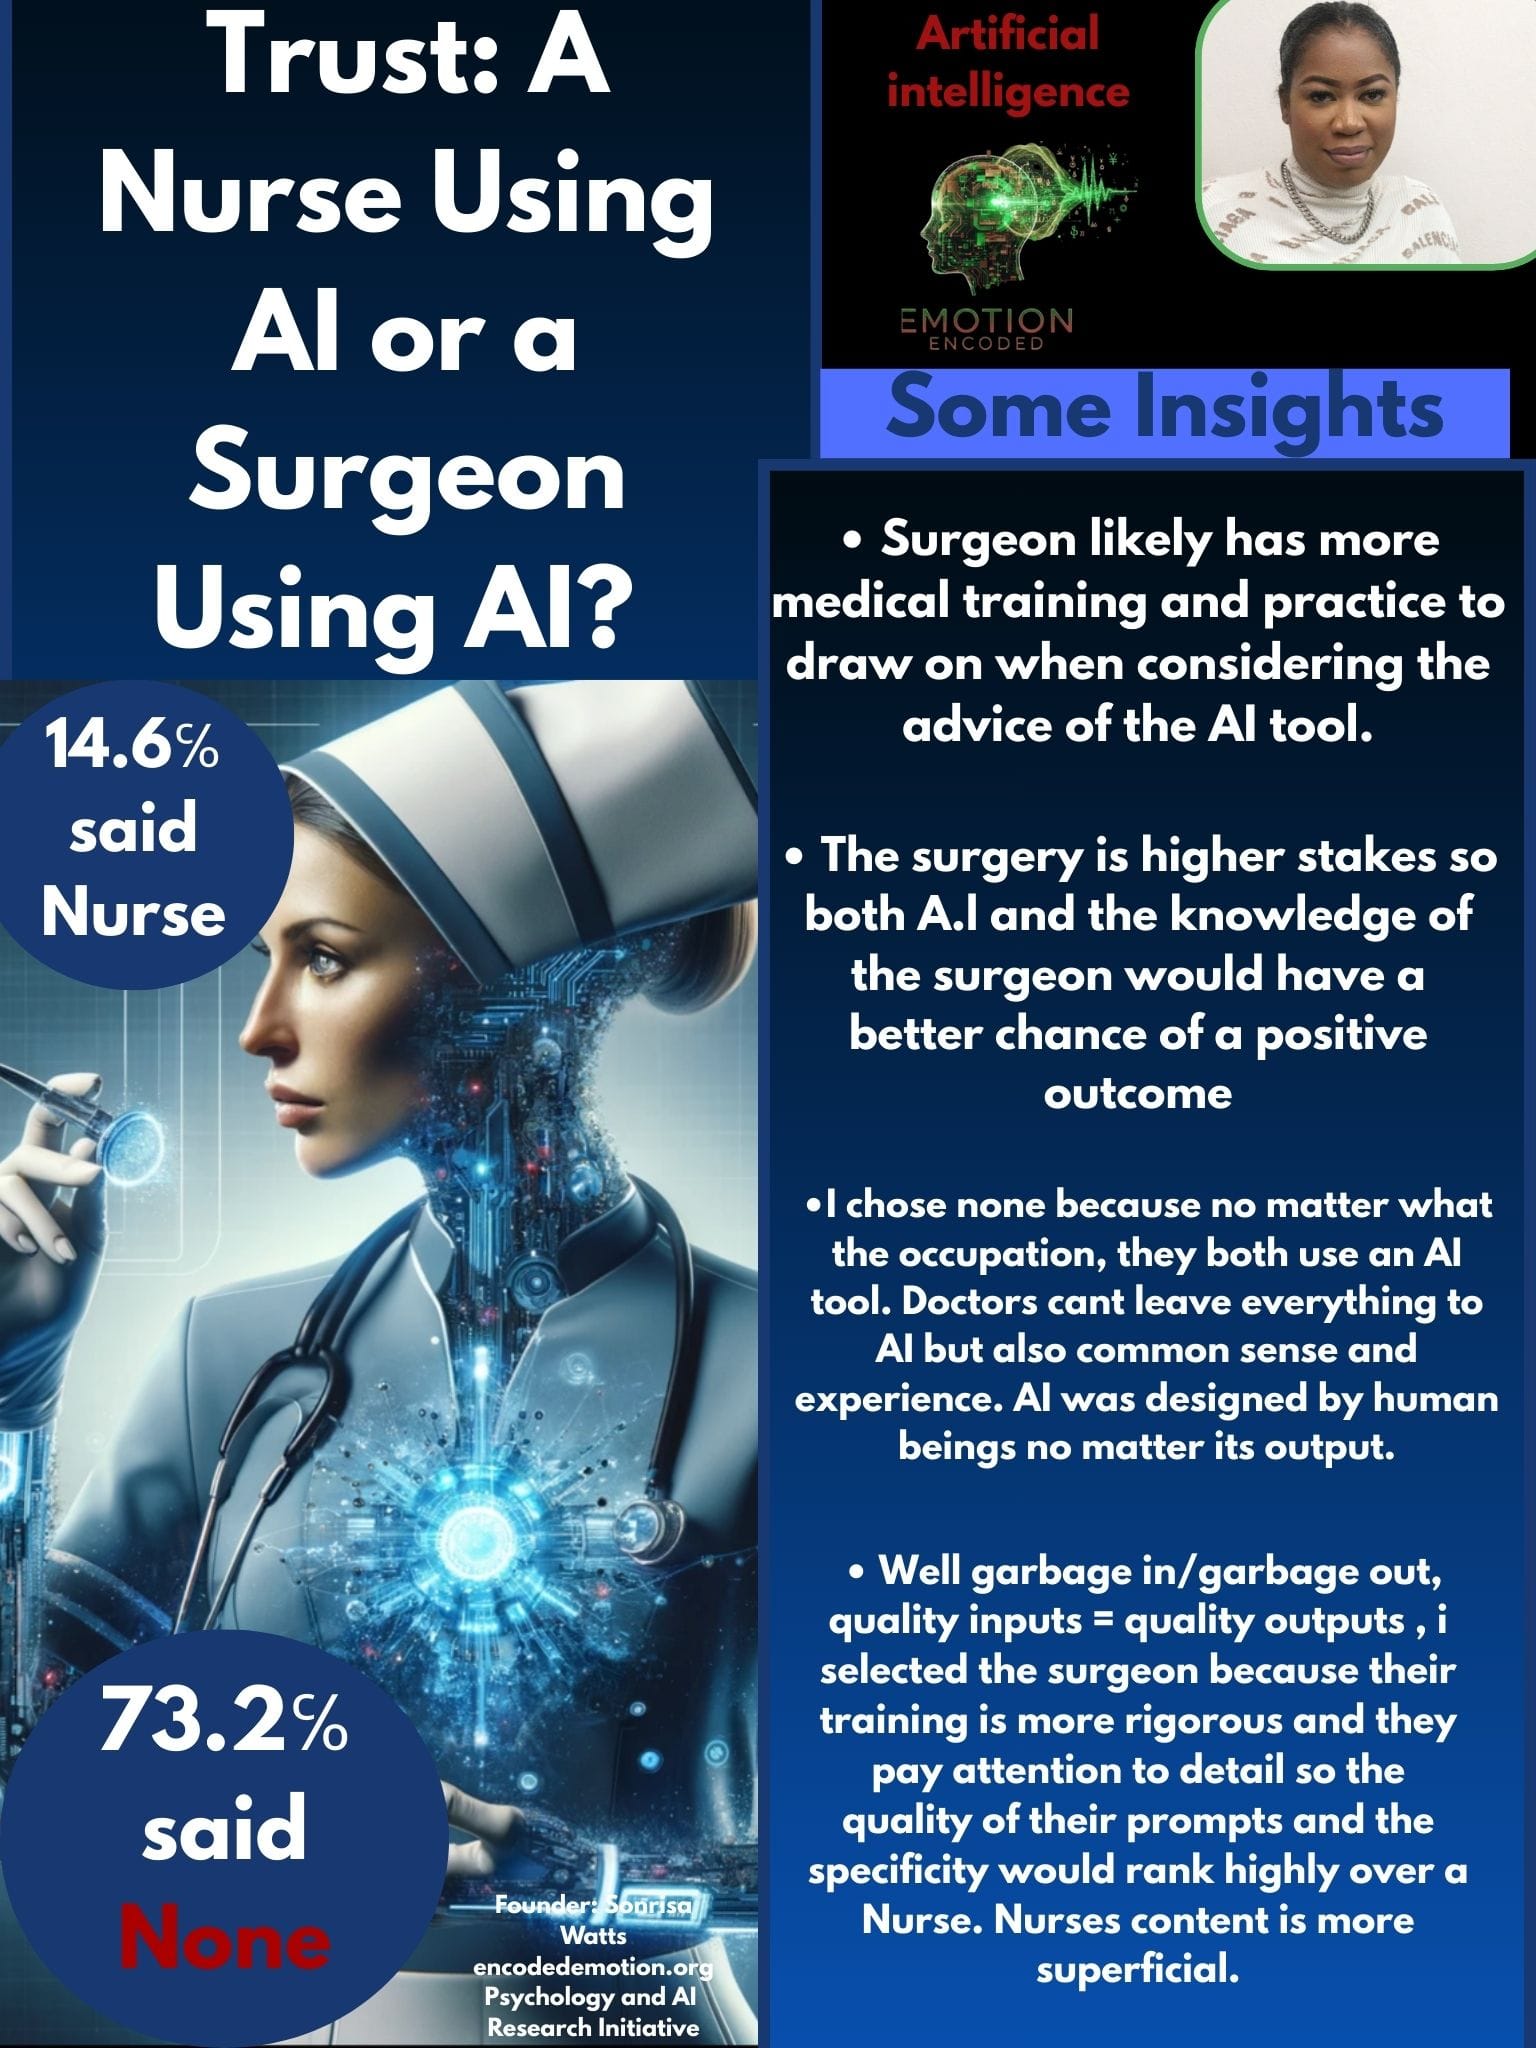 Trust: A
Nurse Using
AI or a
Surgeon
Using AI?
Artificial
intelligence
EMOTION
ENCODED
BALENCIA
Some Insights
• Surgeon likely has more
medical training and practice to
draw on when considering the
advice of the AI tool.
• The surgery is higher stakes so
both A.l and the knowledge of
the surgeon would have a
better chance of a positive
outcome
•I chose none because no matter what
the occupation, they both use an AI
tool. Doctors cant leave everything to
AI but also common sense and
experience. AI was designed by human
beings no matter its output.
• Well garbage in/garbage out,
quality inputs = quality outputs , i
selected the surgeon because their
training is more rigorous and they
pay attention to detail so the
quality of their prompts and the
specificity would rank highly over a
Nurse. Nurses content is more
superficial.
14.6℅
said
Nurse
73.2℅
said
None
Founder: Sonrisa
Watts
encodedemotion.org
Psychology and AI
Research Initiative